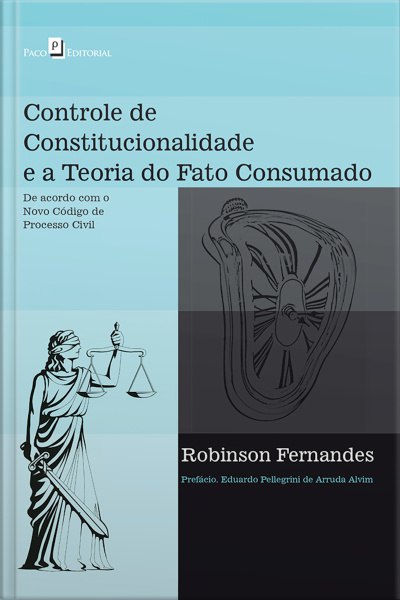 PACO EDITORIAL
Controle de
Constitucionalidade
e a Teoria do Fato Consumado
De acordo com o
Novo Código de
Processo Civil
Robinson Fernandes
Prefácio. Eduardo Pellegrini de Arruda Alvim